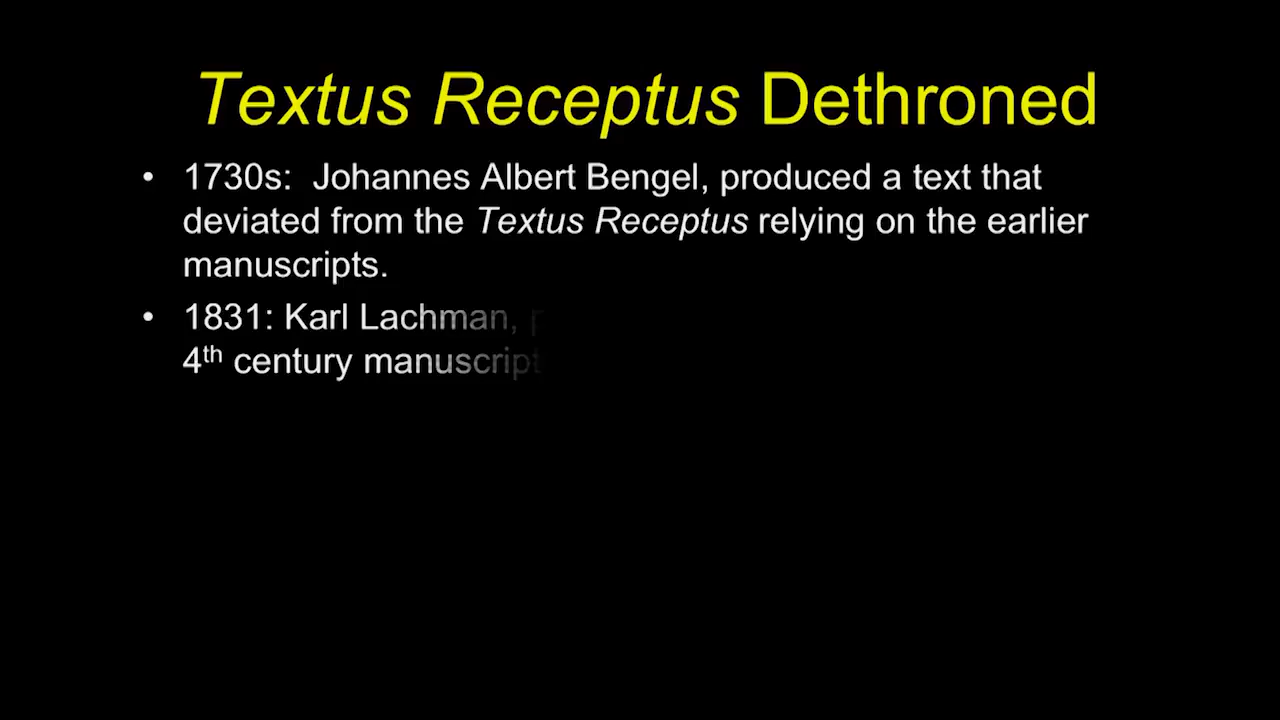 Textus Receptus Dethroned
• 1730s: Johannes Albert Bengel, produced a text that
deviated from the Textus Receptus relying on the earlier
manuscripts.
• 1831: Karl Lachman,
4th century manuscript